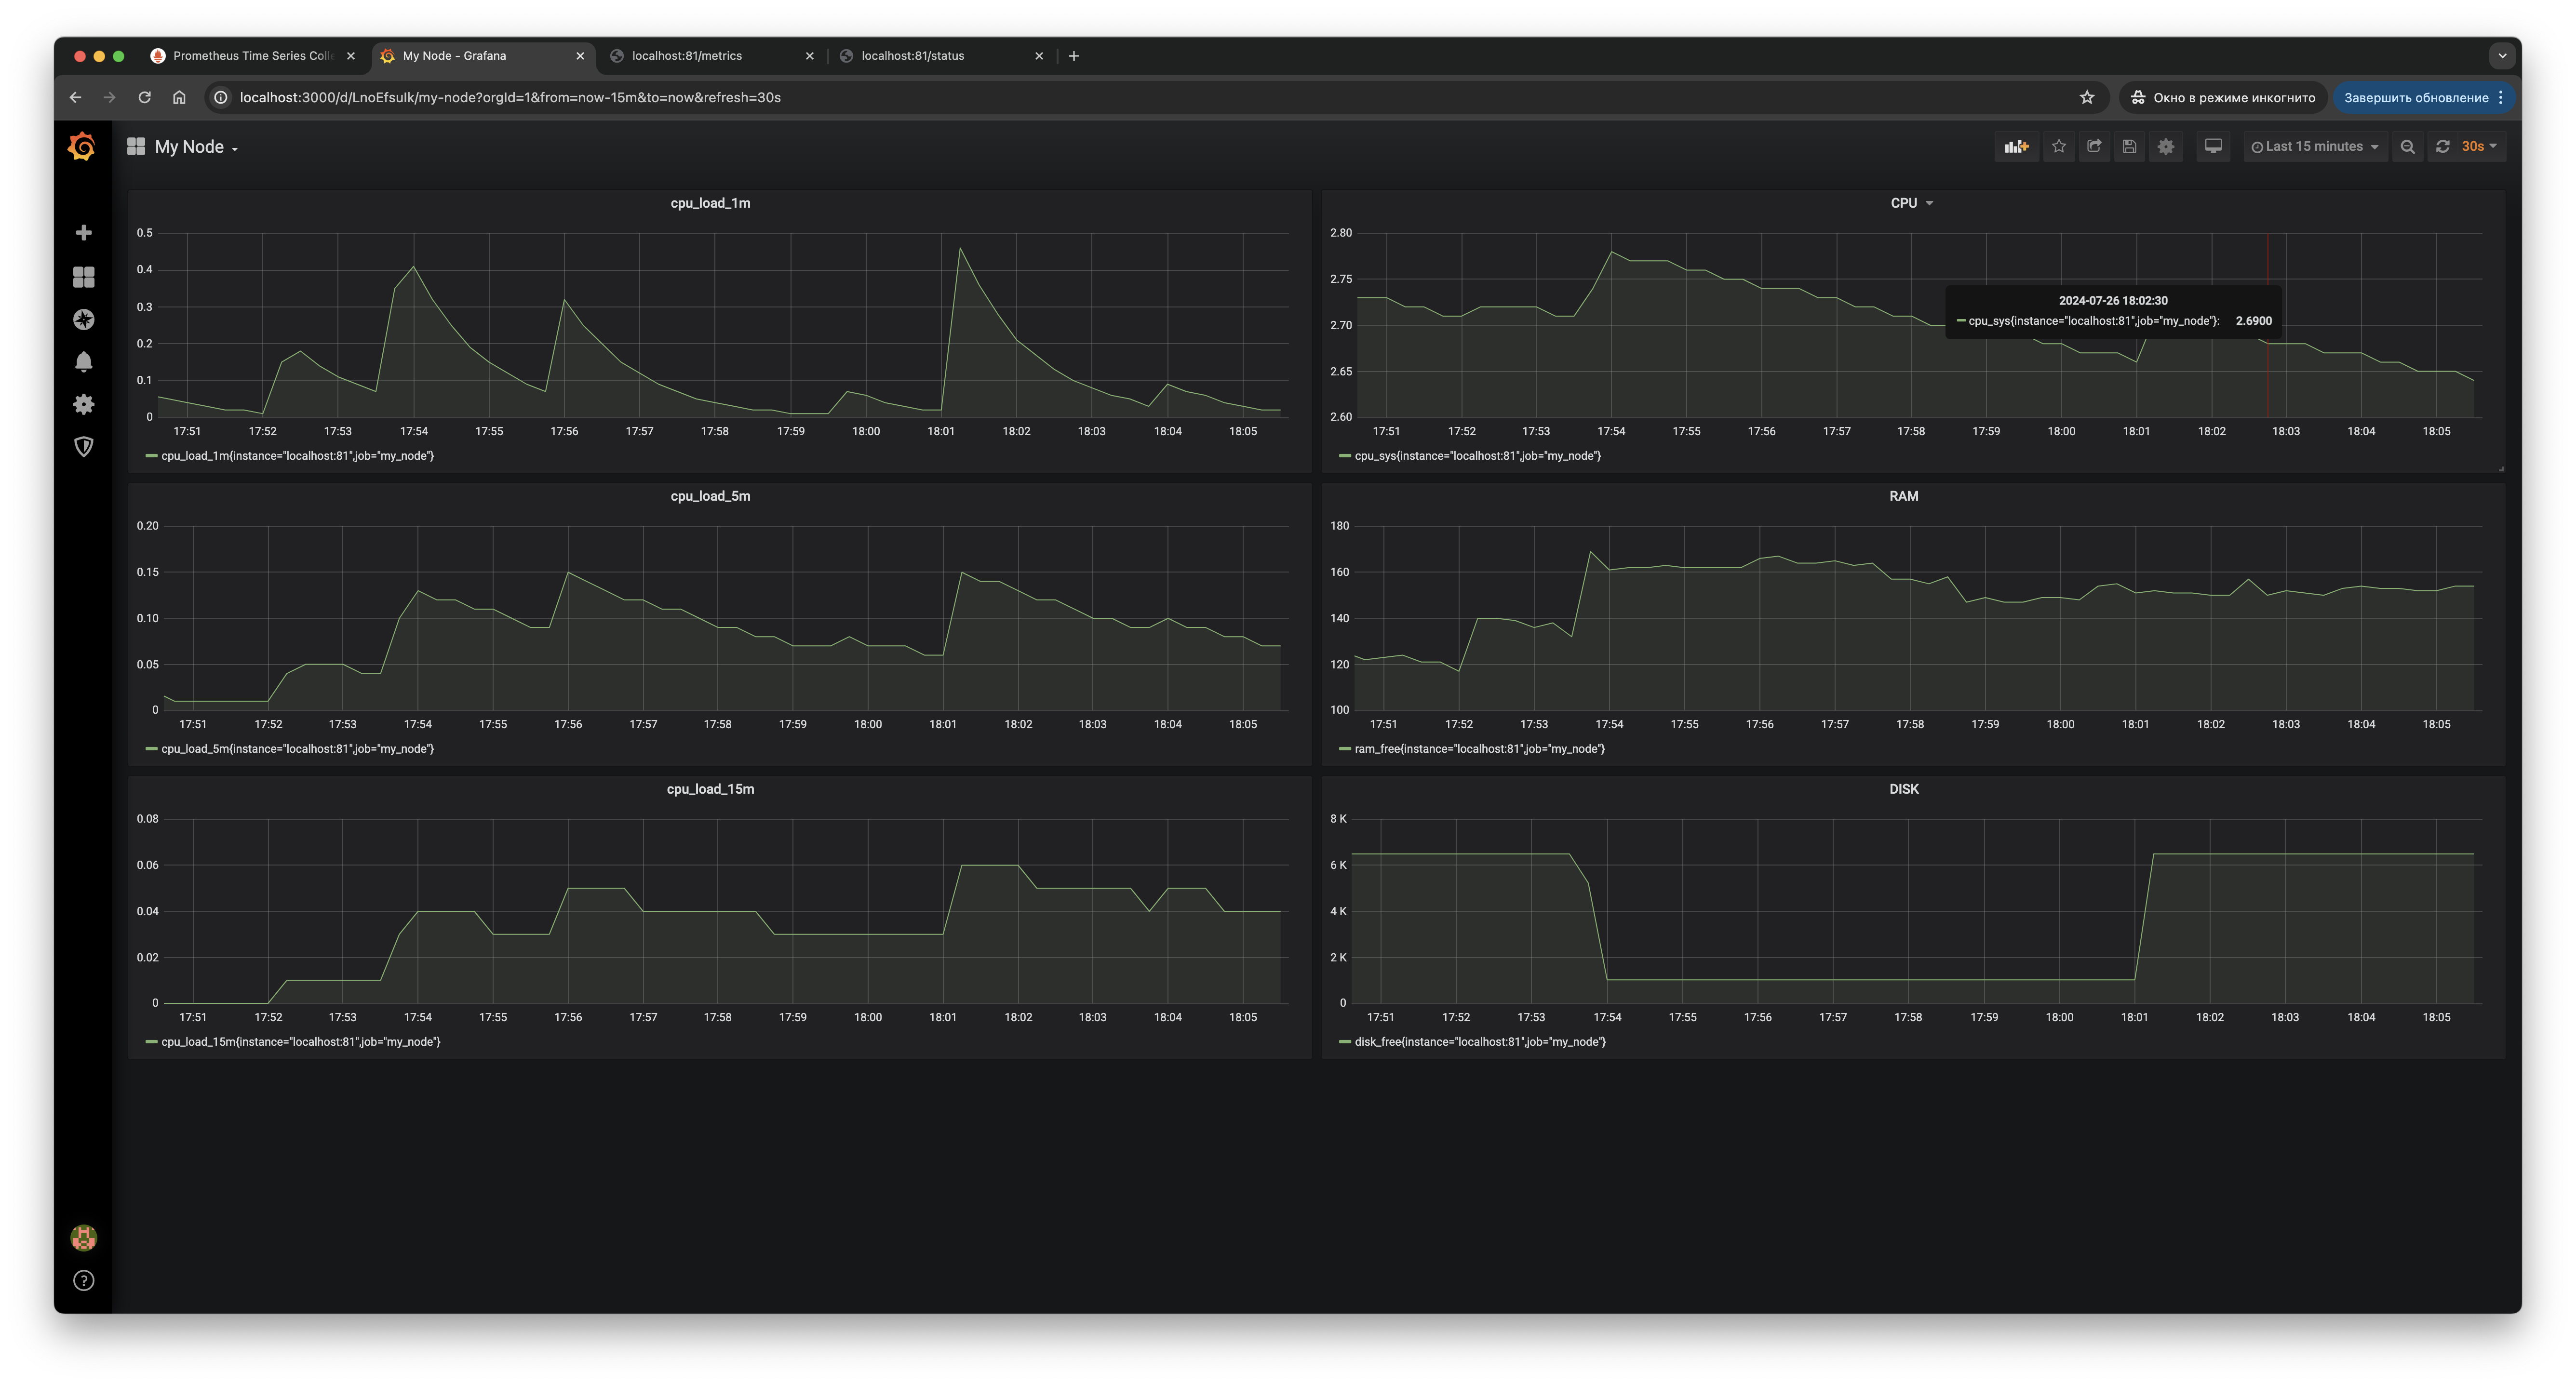 Prometheus Time Series Colle
My Node - Grafana
localhost:81/metrics
localhost:81/status
localhost:3000/d/LnoEfsulk/my-node?orgId=1&from=now-15m&to=now&refresh=30s
Окно в режиме инкогнито
Завершить обновление
My Node
Last 15 minutes
30s
cpu_load_1m
0.5
0.4
0.3
0.2
0.1
0
17:51 17:52 17:53 17:54 17:55 17:56 17:57 17:58 17:59 18:00 18:01 18:02 18:03 18:04 18:05
cpu_load_1m{instance="localhost:81",job="my_node"}
CPU
2.80
2.75
2.70
2.65
2.60
2024-07-26 18:02:30
cpu_sys{instance="localhost:81",job="my_node"}: 2.6900
17:51 17:52 17:53 17:54 17:55 17:56 17:57 17:58 17:59 18:00 18:01 18:02 18:03 18:04 18:05
cpu_sys{instance="localhost:81",job="my_node"}
cpu_load_5m
0.20
0.15
0.10
0.05
0
17:51 17:52 17:53 17:54 17:55 17:56 17:57 17:58 17:59 18:00 18:01 18:02 18:03 18:04 18:05
cpu_load_5m{instance="localhost:81",job="my_node"}
RAM
180
160
140
120
100
17:51 17:52 17:53 17:54 17:55 17:56 17:57 17:58 17:59 18:00 18:01 18:02 18:03 18:04 18:05
ram_free{instance="localhost:81",job="my_node"}
cpu_load_15m
0.08
0.06
0.04
0.02
0
17:51 17:52 17:53 17:54 17:55 17:56 17:57 17:58 17:59 18:00 18:01 18:02 18:03 18:04 18:05
cpu_load_15m{instance="localhost:81",job="my_node"}
DISK
8 K
6 K
4 K
2 K
0
17:51 17:52 17:53 17:54 17:55 17:56 17:57 17:58 17:59 18:00 18:01 18:02 18:03 18:04 18:05
disk_free{instance="localhost:81",job="my_node"}